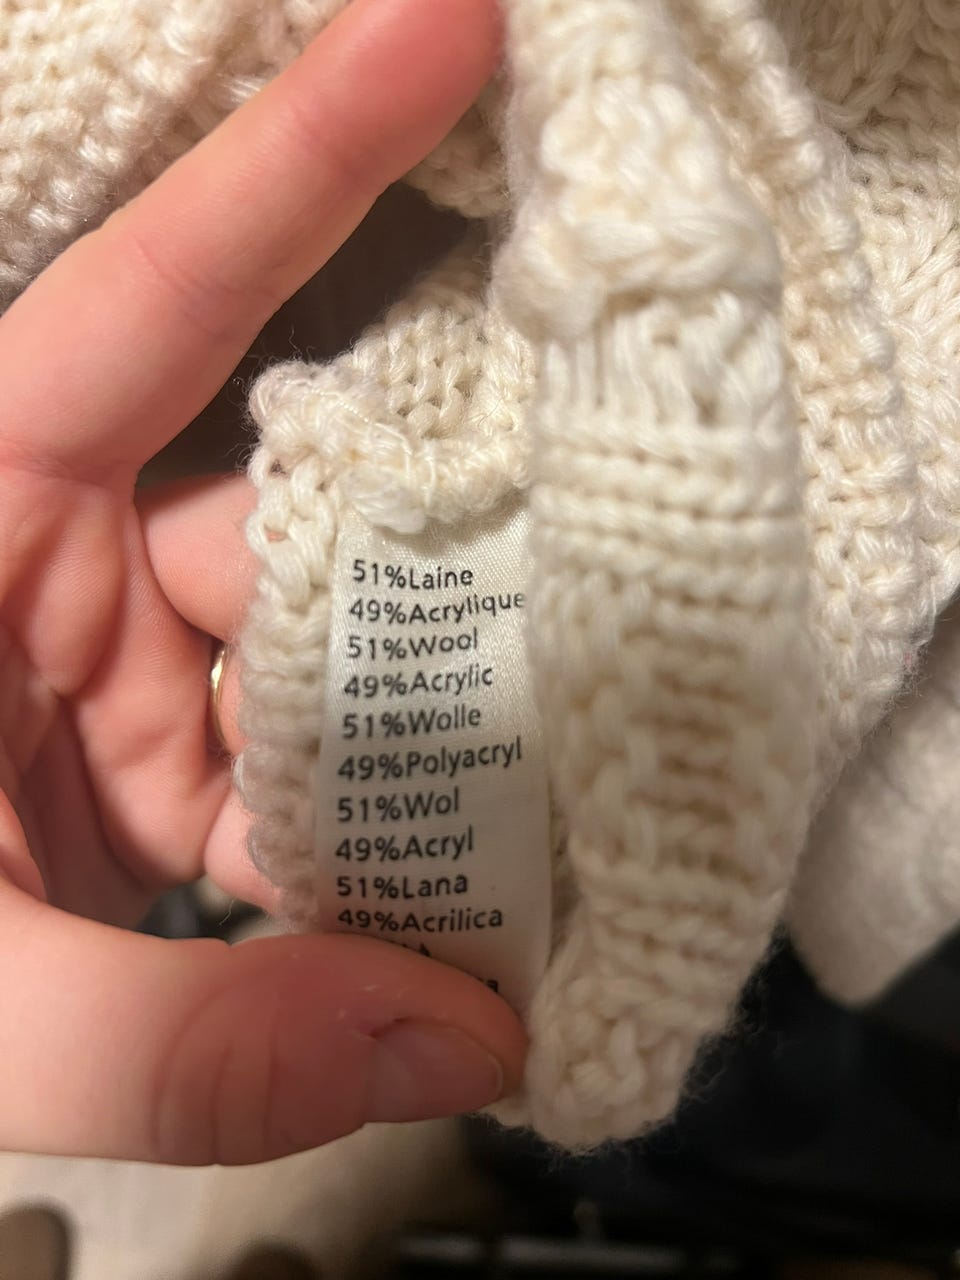 51%Laine
49%Acrylique
51%Wool
49%Acrylic
51%Wolle
49%Polyacryl
51%Wol
49%Acryl
51%Lana
49%Acrilica